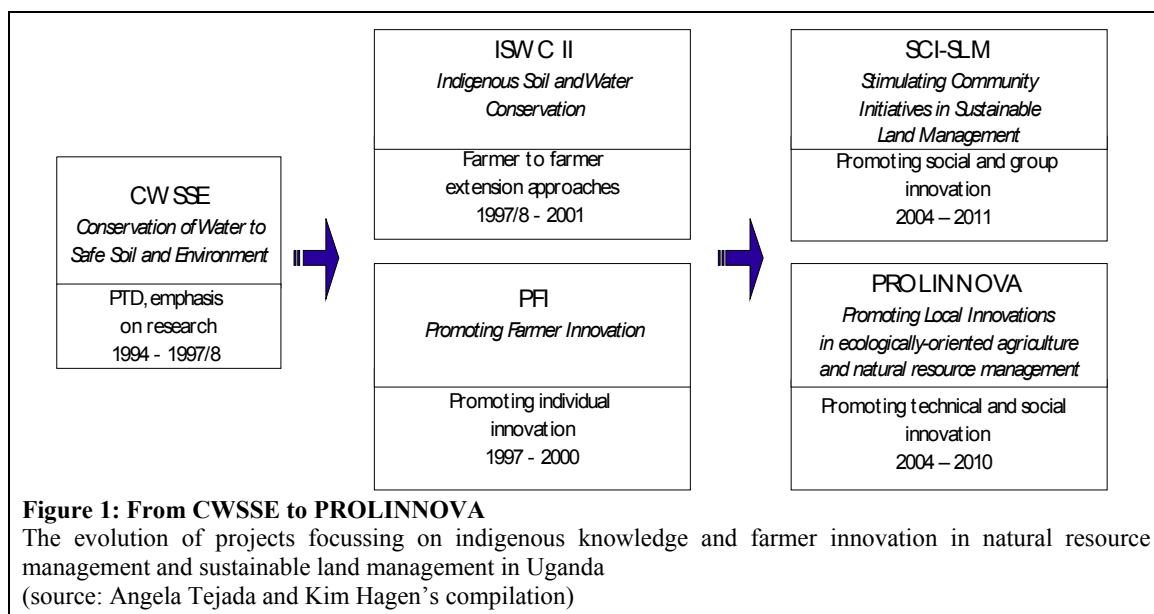 CWSSE
Conservation of Water to
Safe Soil and Environment
PTD, emphasis
on research
1994 - 1997/8
ISWC II
Indigenous Soil and Water
Conservation
Farmer to farmer
extension approaches
1997/8 - 2001
PFI
Promoting Farmer Innovation
Promoting individual
innovation
1997 - 2000
SCI-SLM
Stimulating Community
Initiatives in Sustainable
Land Management
Promoting social and group
innovation
2004 – 2011
PROLINNOVA
Promoting Local Innovations
in ecologically-oriented agriculture
and natural resource management
Promoting technical and social
innovation
2004 – 2010
Figure 1: From CWSSE to PROLINNOVA
The evolution of projects focussing on indigenous knowledge and farmer innovation in natural resource
management and sustainable land management in Uganda
(source: Angela Tejada and Kim Hagen's compilation)